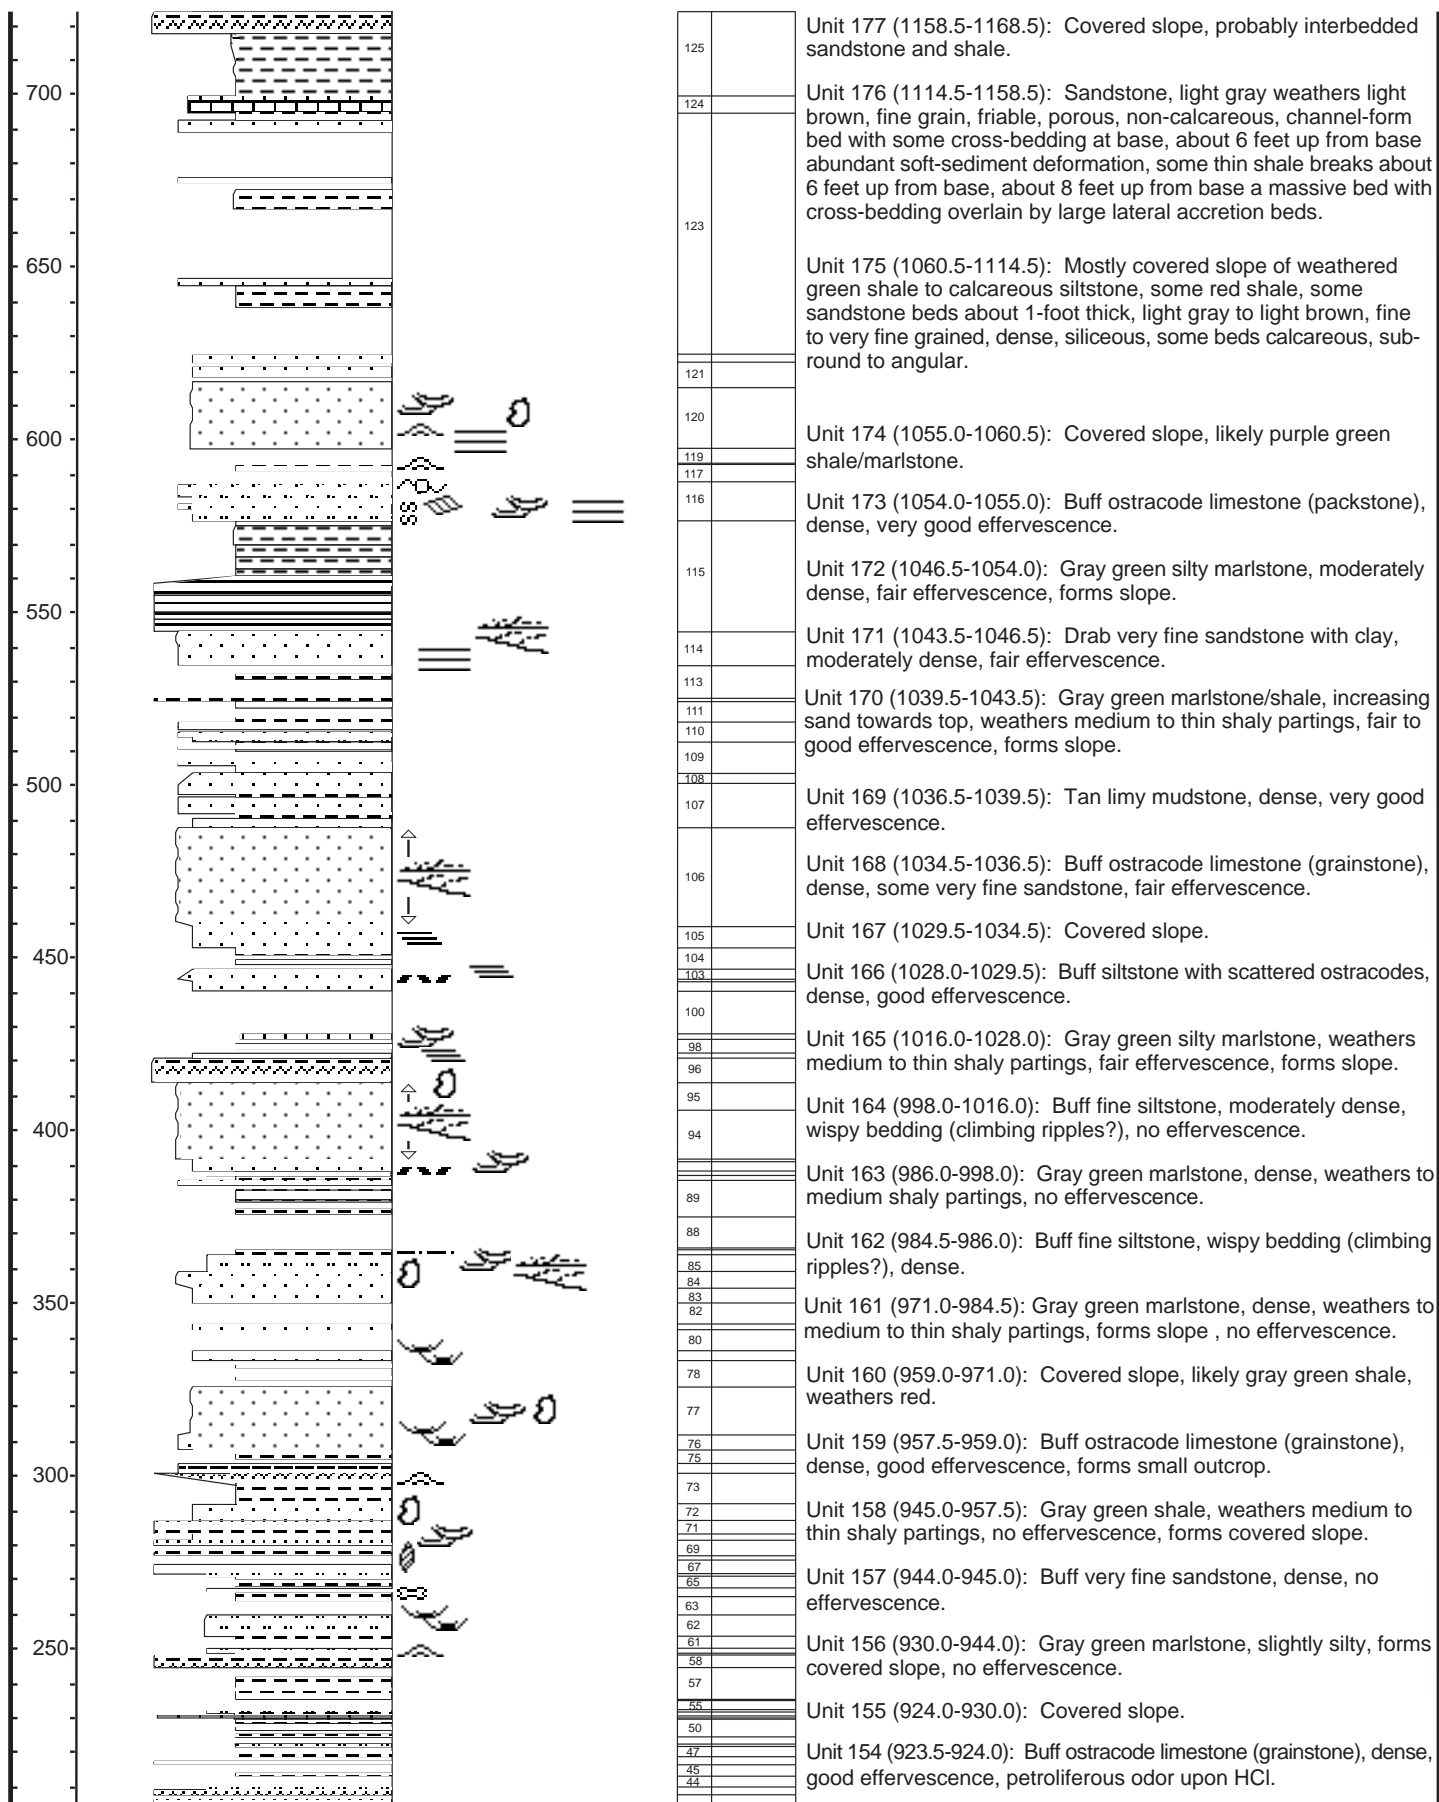 700
650
600
550
500
450
400
350
300
250
125
124
123
121
120
119
117
116
115
114
113
111
110
109
108
107
106
105
104
103
100
98
96
95
94
89
88
85
84
83
82
80
78
77
76
75
73
72
71
69
67
65
63
62
61
58
57
55
50
47
45
44
SS
Unit 177 (1158.5-1168.5): Covered slope, probably interbedded
sandstone and shale.
Unit 176 (1114.5-1158.5): Sandstone, light gray weathers light
brown, fine grain, friable, porous, non-calcareous, channel-form
bed with some cross-bedding at base, about 6 feet up from base
abundant soft-sediment deformation, some thin shale breaks about
6 feet up from base, about 8 feet up from base a massive bed with
cross-bedding overlain by large lateral accretion beds.
Unit 175 (1060.5-1114.5): Mostly covered slope of weathered
green shale to calcareous siltstone, some red shale, some
sandstone beds about 1-foot thick, light gray to light brown, fine
to very fine grained, dense, siliceous, some beds calcareous, sub-
round to angular.
Unit 174 (1055.0-1060.5): Covered slope, likely purple green
shale/marlstone.
Unit 173 (1054.0-1055.0): Buff ostracode limestone (packstone),
dense, very good effervescence.
Unit 172 (1046.5-1054.0): Gray green silty marlstone, moderately
dense, fair effervescence, forms slope.
Unit 171 (1043.5-1046.5): Drab very fine sandstone with clay,
moderately dense, fair effervescence.
Unit 170 (1039.5-1043.5): Gray green marlstone/shale, increasing
sand towards top, weathers medium to thin shaly partings, fair to
good effervescence, forms slope.
Unit 169 (1036.5-1039.5): Tan limy mudstone, dense, very good
effervescence.
Unit 168 (1034.5-1036.5): Buff ostracode limestone (grainstone),
dense, some very fine sandstone, fair effervescence.
Unit 167 (1029.5-1034.5): Covered slope.
Unit 166 (1028.0-1029.5): Buff siltstone with scattered ostracodes,
dense, good effervescence.
Unit 165 (1016.0-1028.0): Gray green silty marlstone, weathers
medium to thin shaly partings, fair effervescence, forms slope.
Unit 164 (998.0-1016.0): Buff fine siltstone, moderately dense,
wispy bedding (climbing ripples?), no effervescence.
Unit 163 (986.0-998.0): Gray green marlstone, dense, weathers to
medium shaly partings, no effervescence.
Unit 162 (984.5-986.0): Buff fine siltstone, wispy bedding (climbing
ripples?), dense.
Unit 161 (971.0-984.5): Gray green marlstone, dense, weathers to
medium to thin shaly partings, forms slope , no effervescence.
Unit 160 (959.0-971.0): Covered slope, likely gray green shale,
weathers red.
Unit 159 (957.5-959.0): Buff ostracode limestone (grainstone),
dense, good effervescence, forms small outcrop.
Unit 158 (945.0-957.5): Gray green shale, weathers medium to
thin shaly partings, no effervescence, forms covered slope.
Unit 157 (944.0-945.0): Buff very fine sandstone, dense, no
effervescence.
Unit 156 (930.0-944.0): Gray green marlstone, slightly silty, forms
covered slope, no effervescence.
Unit 155 (924.0-930.0): Covered slope.
Unit 154 (923.5-924.0): Buff ostracode limestone (grainstone), dense,
good effervescence, petroliferous odor upon HCl.